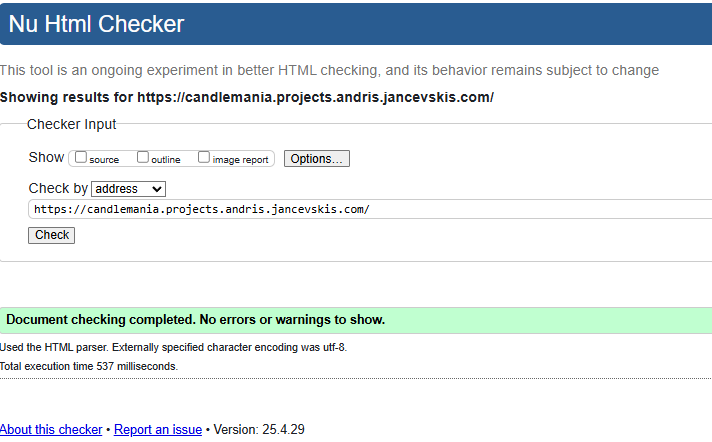 Nu Html Checker
This tool is an ongoing experiment in better HTML checking, and its behavior remains subject to change
Showing results for https://candlemania.projects.andris.jancevskis.com/
Checker Input
Show source outline image report Options...
Check by address
https://candlemania.projects.andris.jancevskis.com/
Check
Document checking completed. No errors or warnings to show.
Used the HTML parser. Externally specified character encoding was utf-8.
Total execution time 537 milliseconds.
About this checker • Report an issue • Version: 25.4.29